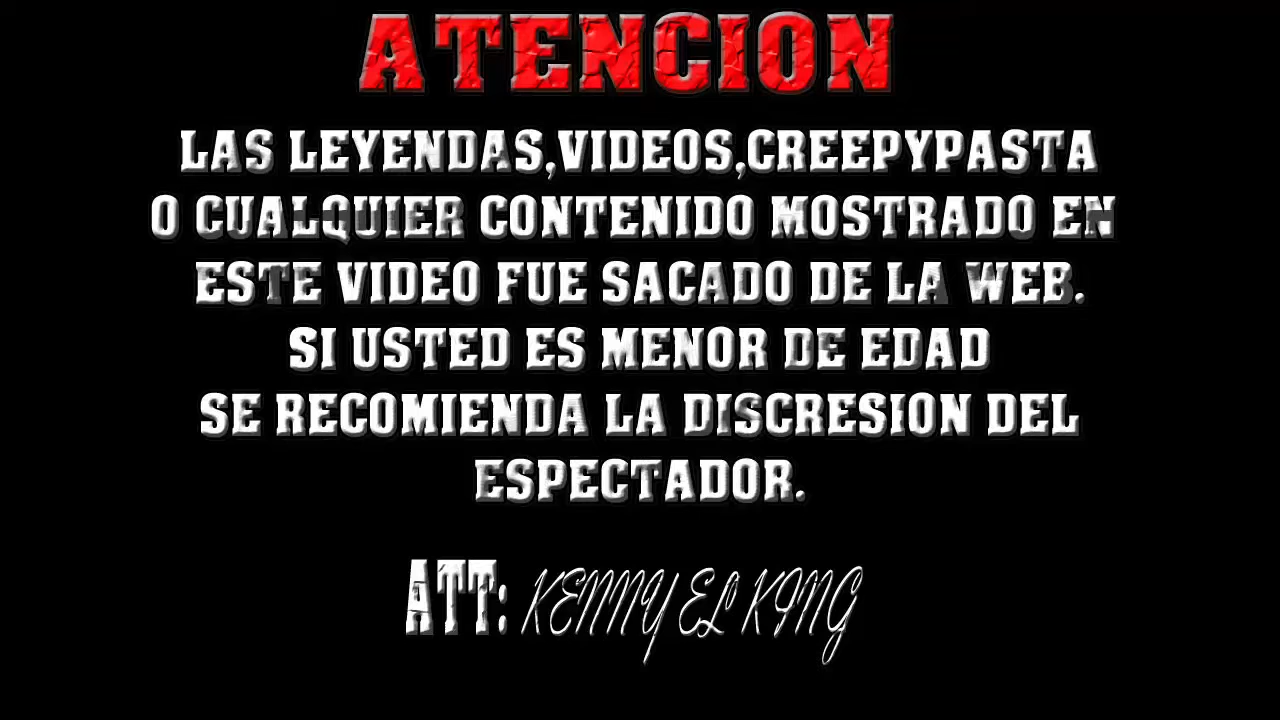 ATENCION
LAS LEYENDAS,VIDEOS,CREEPYPASTA
O CUALQUIER CONTENIDO MOSTRADO EN
ESTE VIDEO FUE SACADO DE LA WEB.
SI USTED ES MENOR DE EDAD
SE RECOMIENDA LA DISCRESION DEL
ESPECTADOR.
ATT: KENNY EL KING